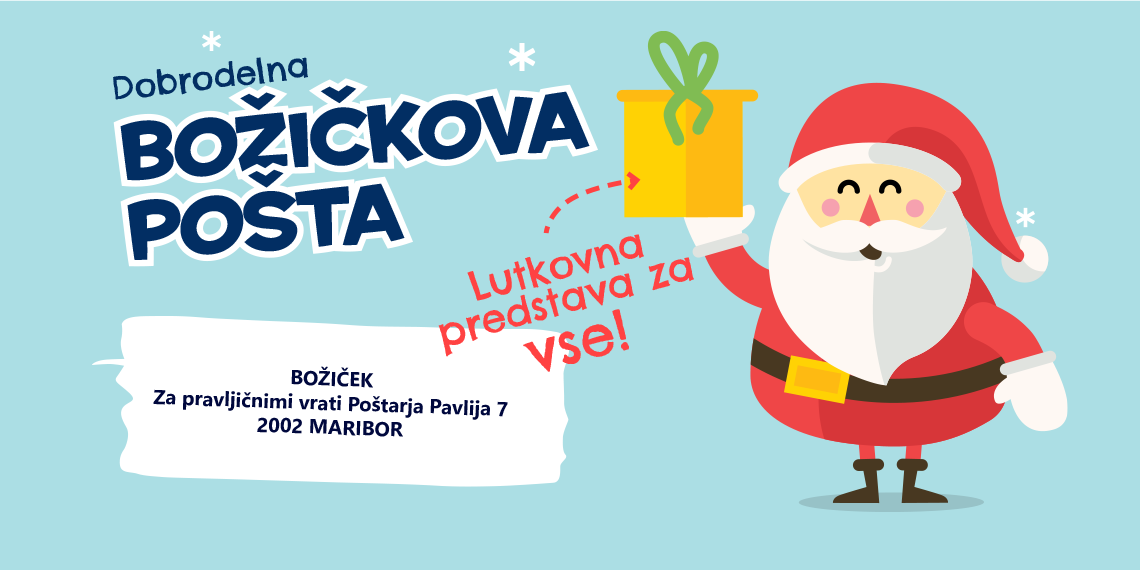 Dobrodelna
BOŽIČKOVA
POŠTA
Lutkovna
predstava za
vse!
BOŽIČEK
Za pravljičnimi vrati Poštarja Pavlija 7
2002 MARIBOR